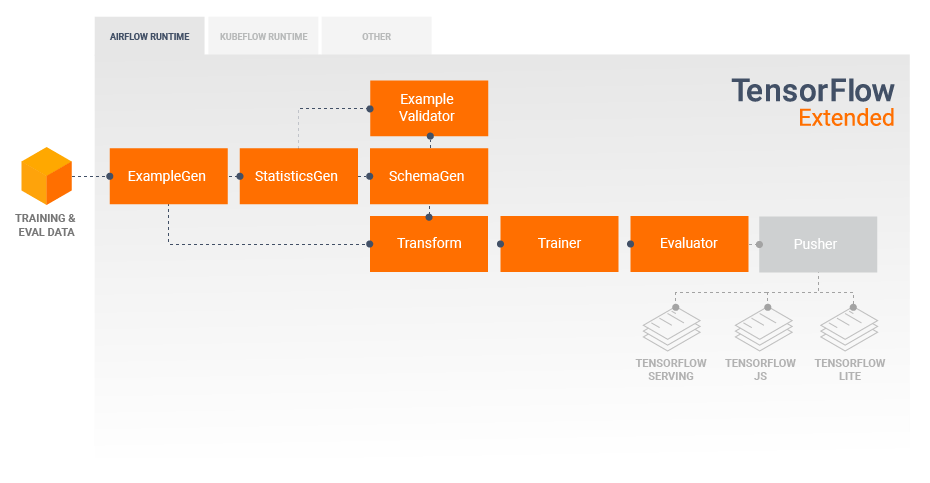 AIRFLOW RUNTIME
KUBEFLOW RUNTIME
OTHER
TensorFlow
Extended
Example
Validator
ExampleGen
StatisticsGen
SchemaGen
TRAINING &
EVAL DATA
Transform
Trainer
Evaluator
Pusher
TENSORFLOW
SERVING
TENSORFLOW
JS
TENSORFLOW
LITE